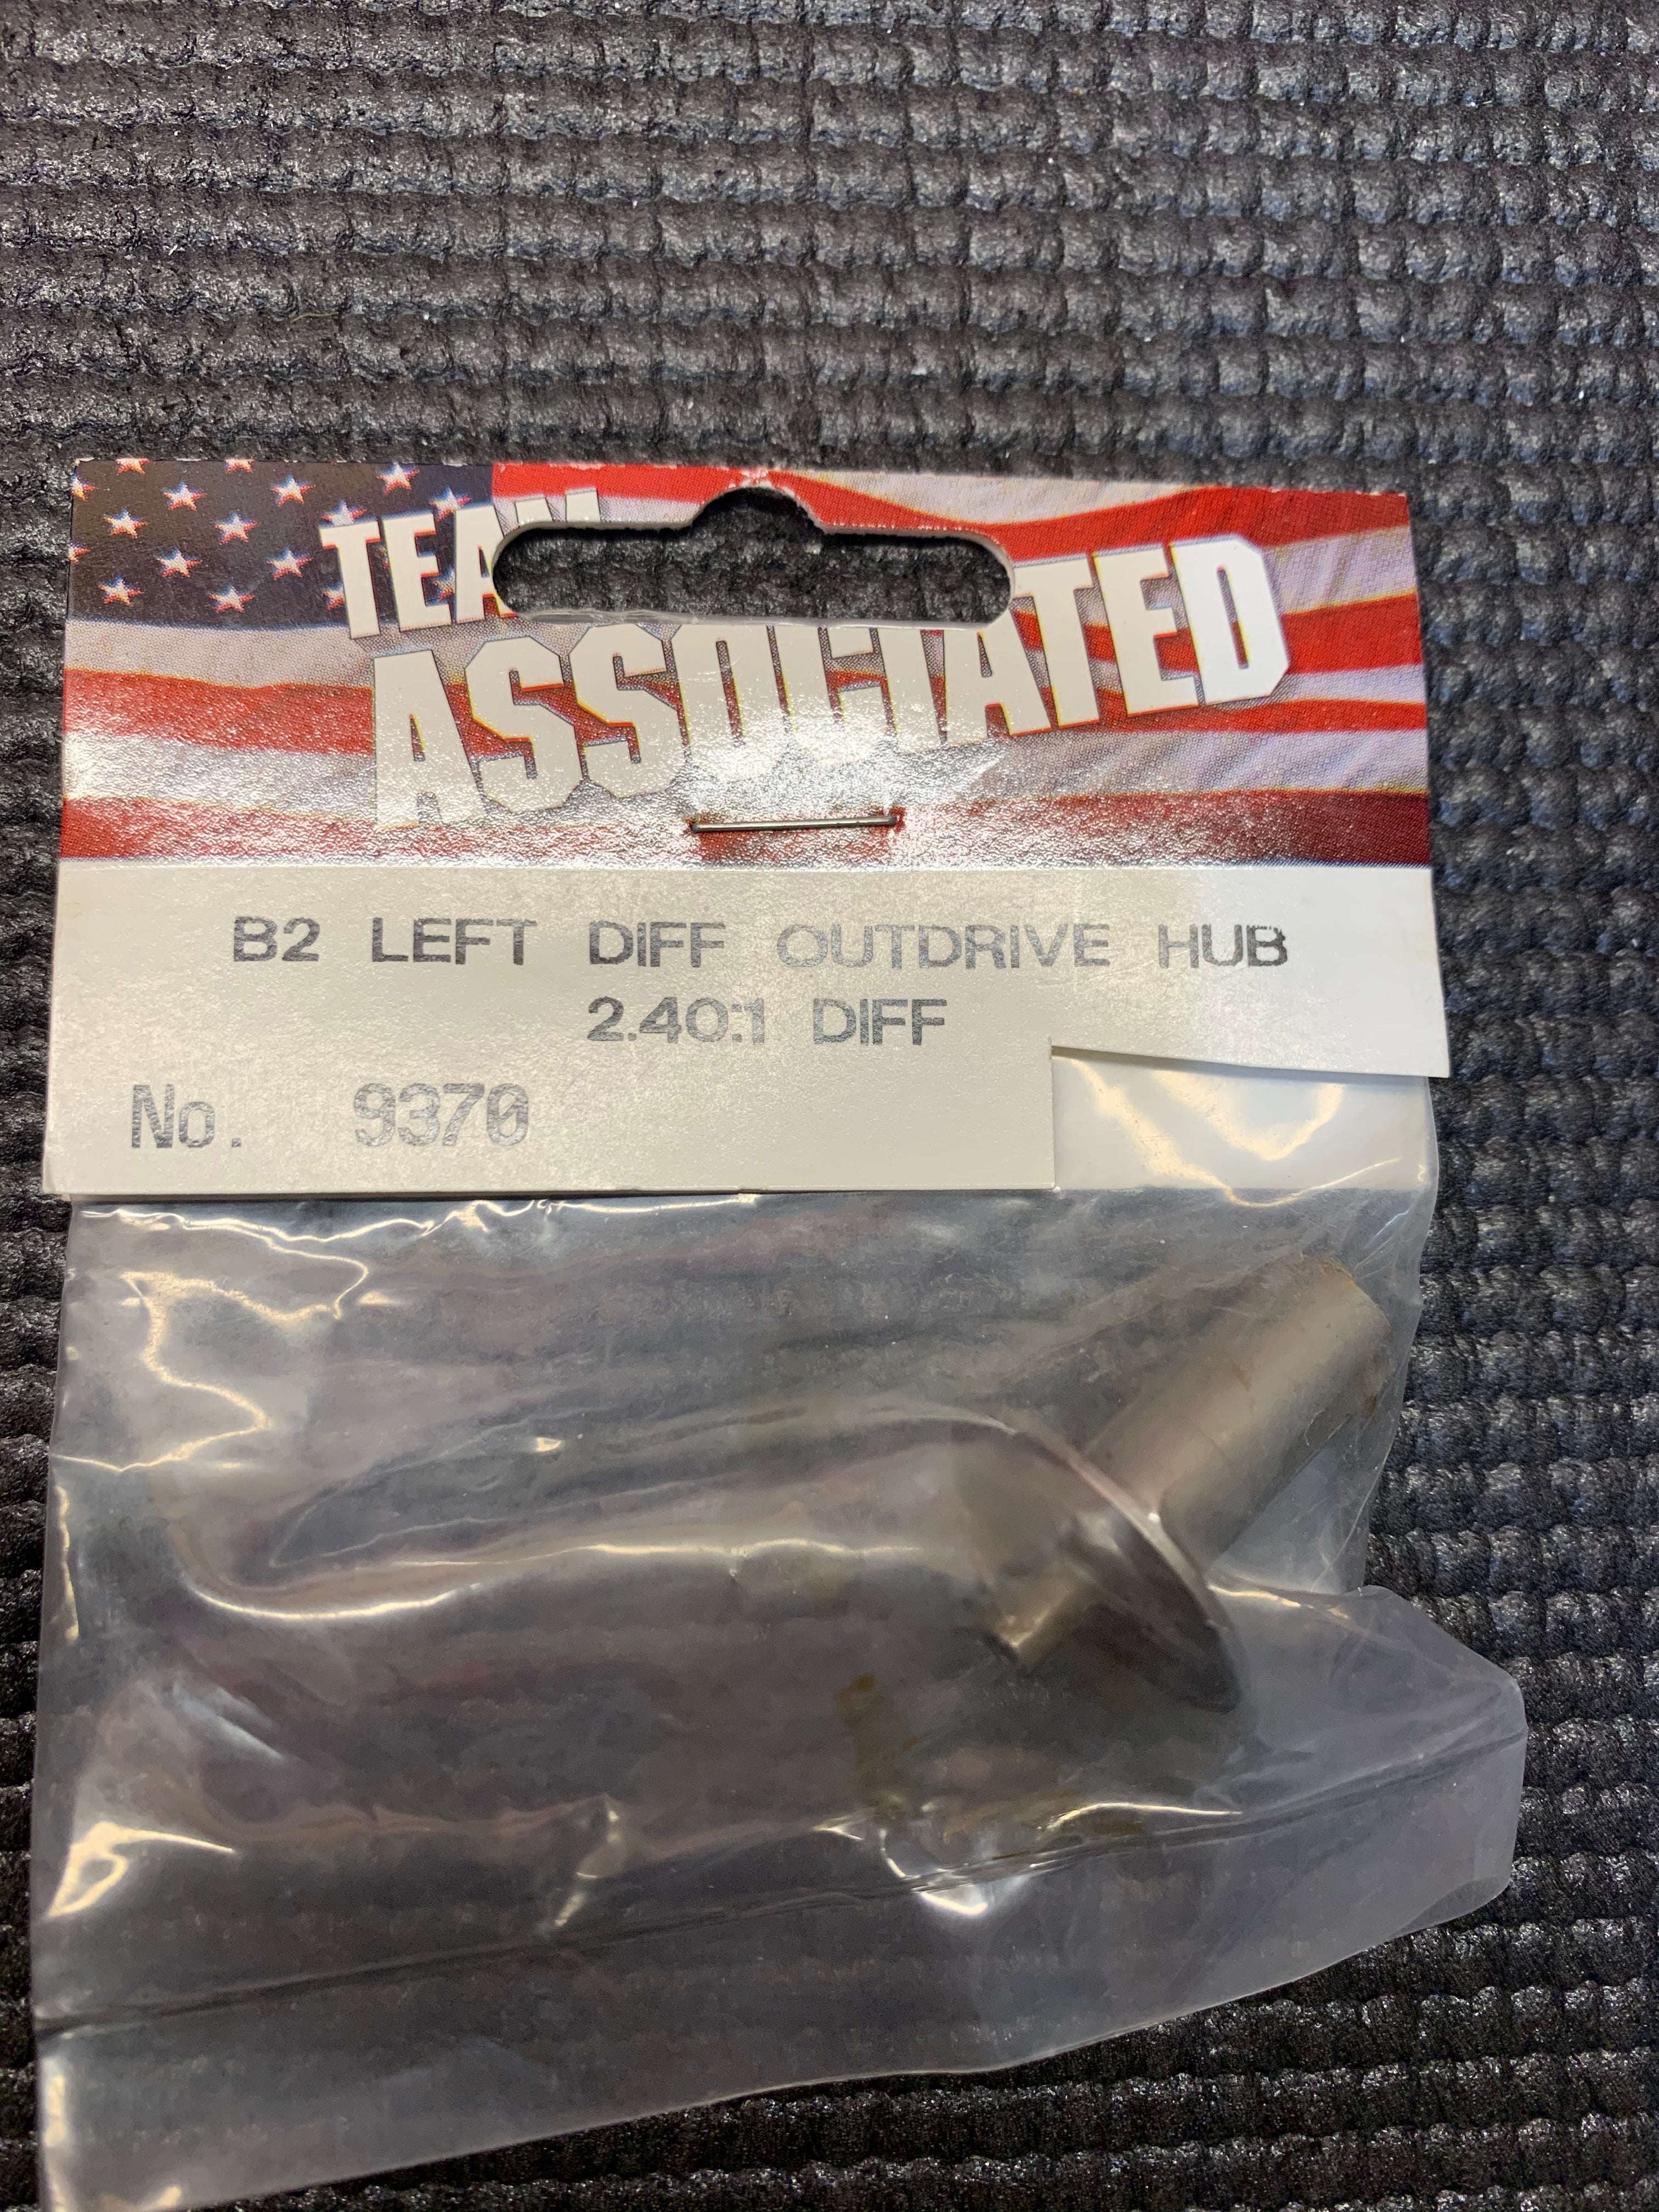 TEAM
ASSOCIATED
B2 LEFT DIFF OUTDRIVE HUB
2.40:1 DIFF
No. 9370